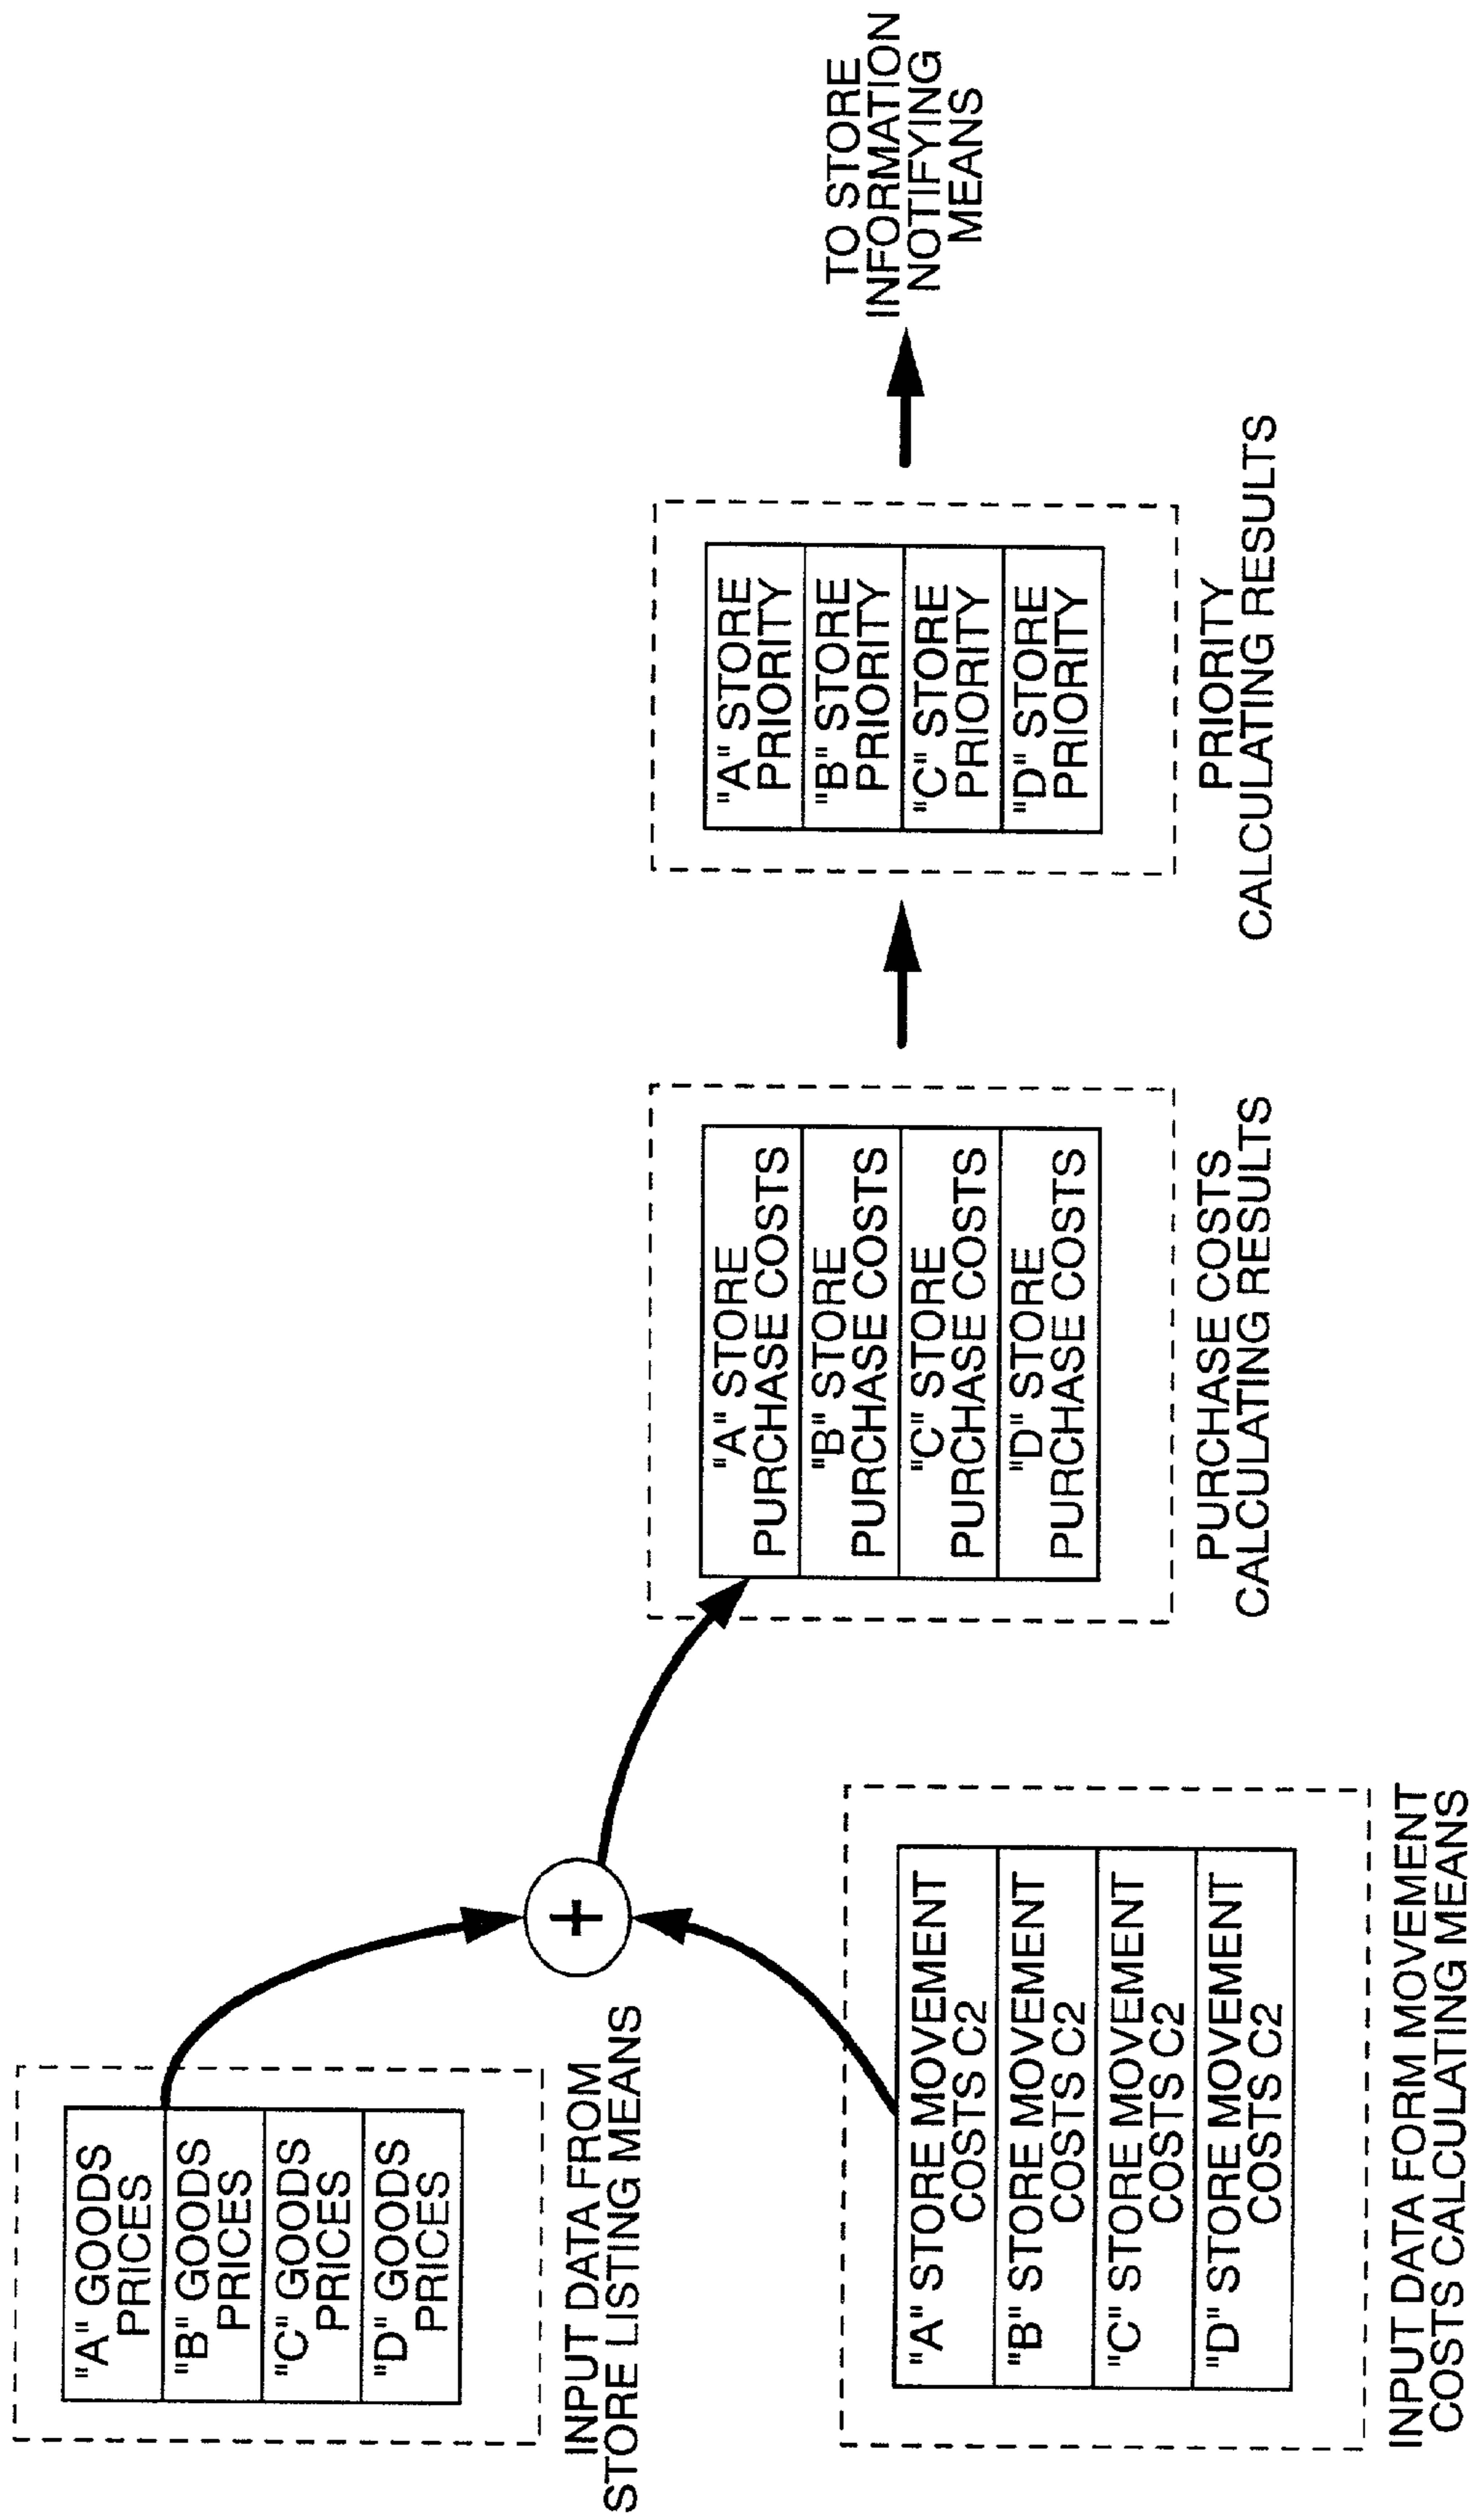 "A" GOODS
PRICES
"B" GOODS
PRICES
"C" GOODS
PRICES
"D" GOODS
PRICES
INPUT DATA FROM
STORE LISTING MEANS
+
"A" STORE MOVEMENT
COSTS C2
"B" STORE MOVEMENT
COSTS C2
"C" STORE MOVEMENT
COSTS C2
"D" STORE MOVEMENT
COSTS C2
INPUT DATA FORM MOVEMENT
COSTS CALCULATING MEANS
"A" STORE
PURCHASE COSTS
"B" STORE
PURCHASE COSTS
"C" STORE
PURCHASE COSTS
"D" STORE
PURCHASE COSTS
PURCHASE COSTS
CALCULATING RESULTS
"A" STORE
PRIORITY
"B" STORE
PRIORITY
"C" STORE
PRIORITY
"D" STORE
PRIORITY
PRIORITY
CALCULATING RESULTS
TO STORE
INFORMATION
NOTIFYING
MEANS